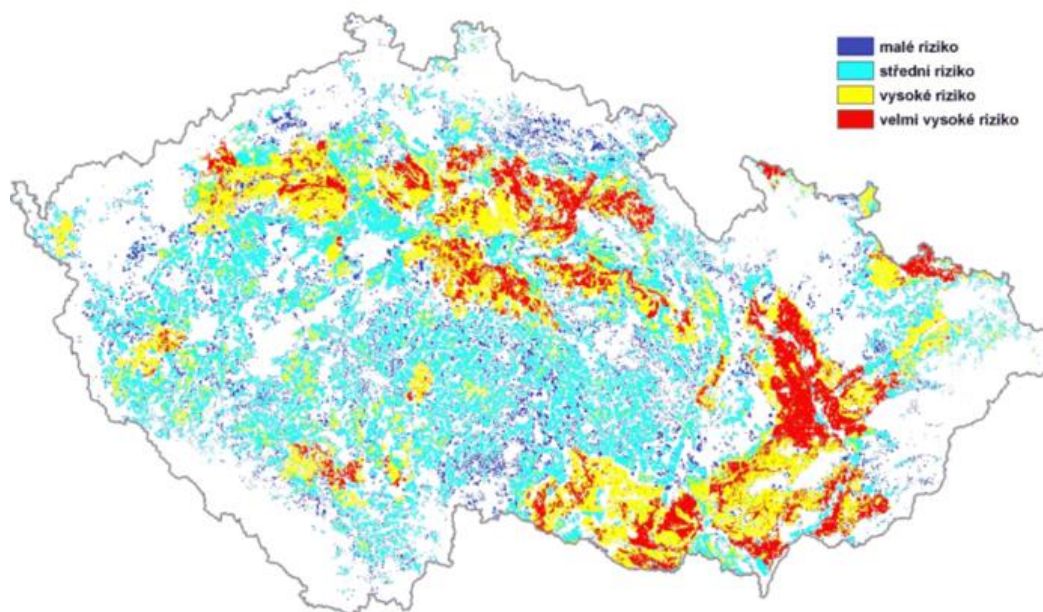 malé riziko
střední riziko
vysoké riziko
velmi vysoké riziko